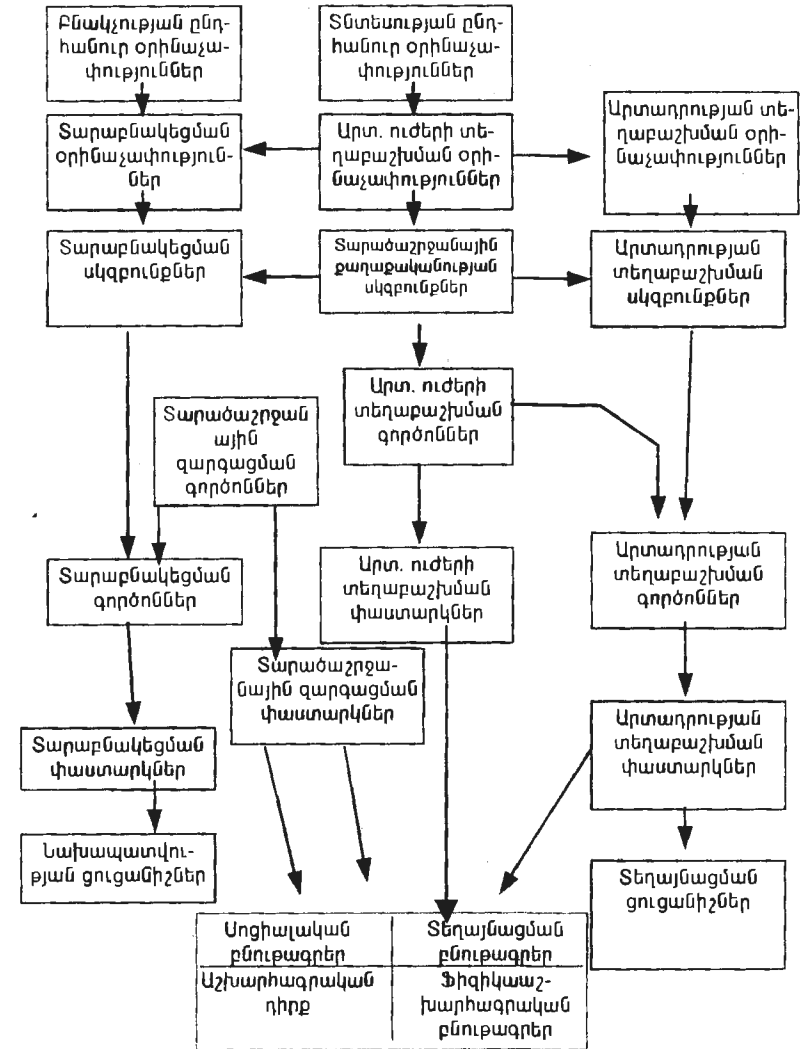 Բնակչության ընդ-
հանուր օրինաչա-
փություններ
Տնտեսության ընդ-
հանուր օրինաչա-
փություններ
Արտադրության տե-
ղաբաշխման օրի-
նաչափություններ
Տարաբնակեցման
օրինաչափություն-
ներ
Արտ. ուժերի տե-
ղաբաշխման օրի-
նաչափություններ
Տարաբնակեցման
սկզբունքներ
Տարածաշրջանային
քաղաքականության
սկզբունքներ
Արտադրության
տեղաբաշխման
սկզբունքներ
Արտ. ուժերի
տեղաբաշխման
գործոններ
Տարածաշրջան
ային
զարգացման
գործոններ
Տարաբնակեցման
գործոններ
Արտ. ուժերի
տեղաբաշխման
փաստարկներ
Արտադրության
տեղաբաշխման
գործոններ
Տարածաշրջա-
նային զարգացման
փաստարկներ
Տարաբնակեցման
փաստարկներ
Արտադրության
տեղաբաշխման
փաստարկներ
Նախապատվու-
թյան ցուցանիշներ
Տեղայնացման
ցուցանիշներ
Սոցիալական
բնութագրեր
Տեղայնացման
բնութագրեր
Աշխարհագրական
դիրք
Ֆիզիկաաշ-
խարհագրական
բնութագրեր